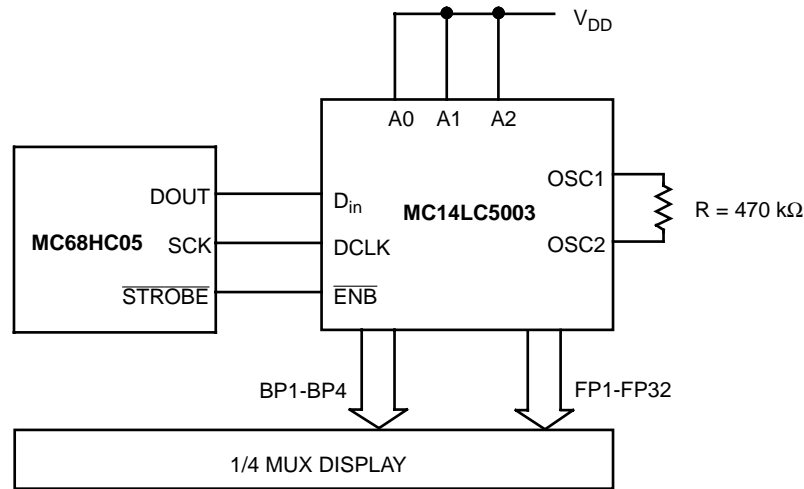 V_DD
A0 A1 A2
OSC1
DOUT
D_in
MC14LC5003
R = 470 kΩ
MC68HC05
SCK
DCLK
OSC2
STROBE
ENB
BP1-BP4
FP1-FP32
1/4 MUX DISPLAY